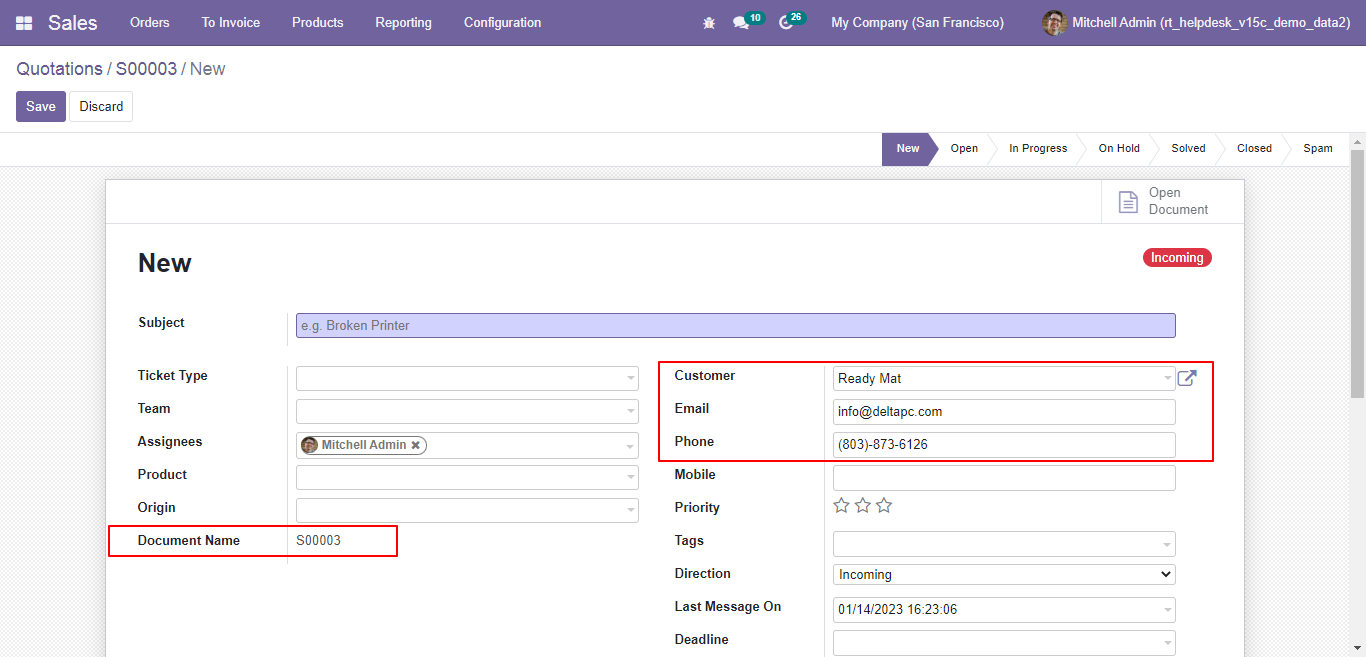 Sales Orders To Invoice Products Reporting Configuration 10 26 My Company (San Francisco) Mitchell Admin (rt_helpdesk_v15c_demo_data2)
Quotations / S00003 / New
Save Discard
New Open In Progress On Hold Solved Closed Spam
Open
Document
New
Incoming
Subject e.g. Broken Printer
Ticket Type
Team
Assignees Mitchell Admin ✖
Product
Origin
Document Name S00003
Customer Ready Mat
Email info@deltapc.com
Phone (803)-873-6126
Mobile
Priority
Tags
Direction Incoming
Last Message On 01/14/2023 16:23:06
Deadline